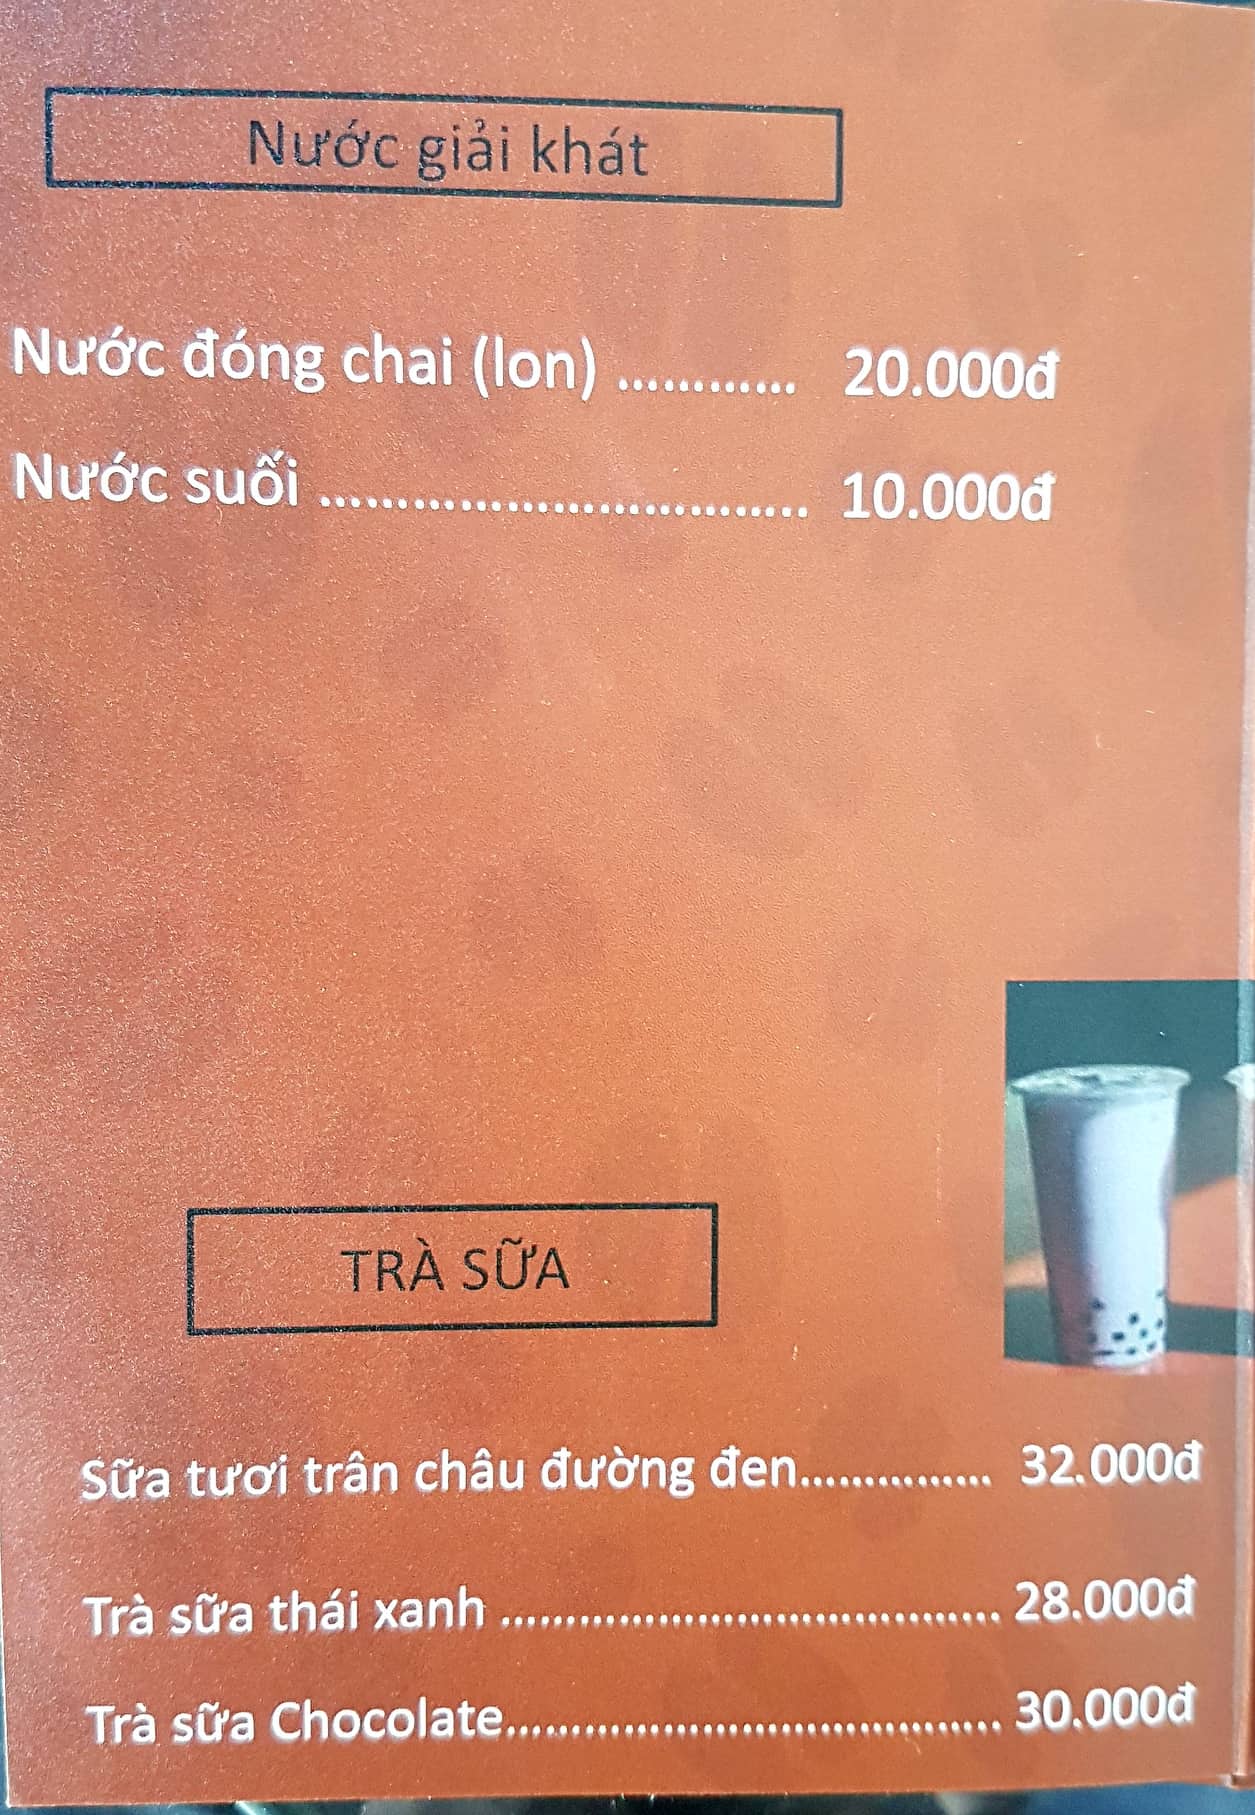 Nước giải khát
Nước đóng chai (lon) ............ 20.000đ
Nước suối ................................ 10.000đ
TRÀ SỮA
Sữa tươi trân châu đường đen............... 32.000đ
Trà sữa thái xanh ....................................... 28.000đ
Trà sữa Chocolate...................................... 30.000đ